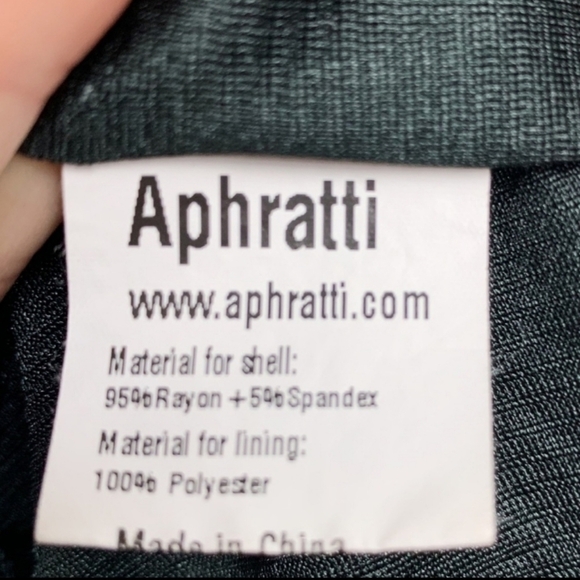 Aphratti
www.aphratti.com
Material for shell:
95%Rayon +5%Spandex
Material for lining:
100% Polyester
Made in China